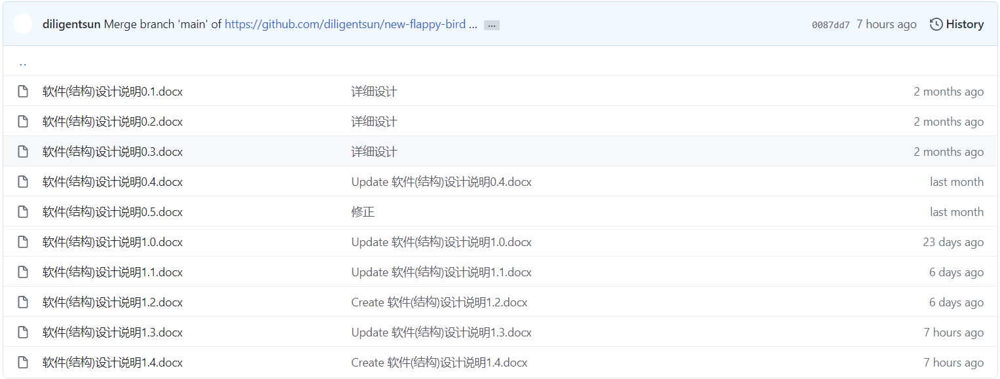 diligentsun Merge branch 'main' of https://github.com/diligentsun/new-flappy-bird ... ... 0087dd7 7 hours ago History
..
软件(结构)设计说明0.1.docx 详细设计 2 months ago
软件(结构)设计说明0.2.docx 详细设计 2 months ago
软件(结构)设计说明0.3.docx 详细设计 2 months ago
软件(结构)设计说明0.4.docx Update 软件(结构)设计说明0.4.docx last month
软件(结构)设计说明0.5.docx 修正 last month
软件(结构)设计说明1.0.docx Update 软件(结构)设计说明1.0.docx 23 days ago
软件(结构)设计说明1.1.docx Update 软件(结构)设计说明1.1.docx 6 days ago
软件(结构)设计说明1.2.docx Create 软件(结构)设计说明1.2.docx 6 days ago
软件(结构)设计说明1.3.docx Update 软件(结构)设计说明1.3.docx 7 hours ago
软件(结构)设计说明1.4.docx Create 软件(结构)设计说明1.4.docx 7 hours ago